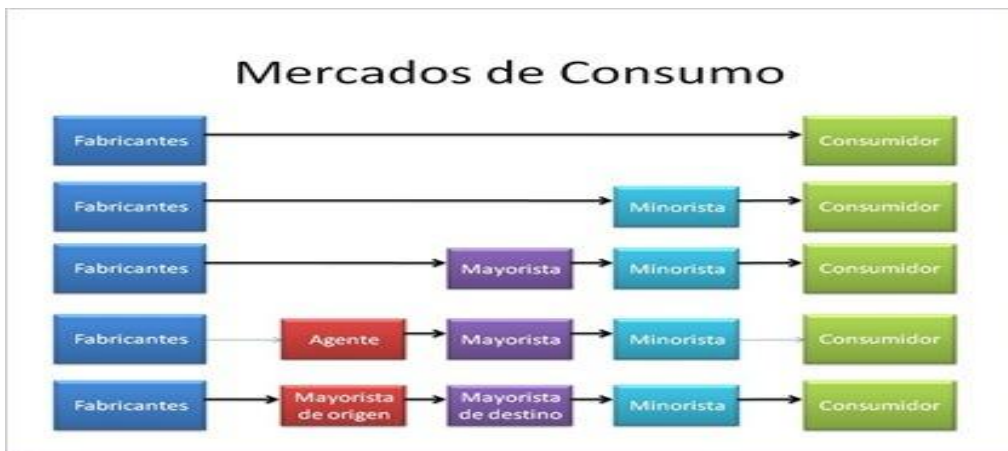 Mercados de Consumo
Fabricantes Consumidor
Fabricantes Minorista Consumidor
Fabricantes Mayorista Minorista Consumidor
Fabricantes Agente Mayorista Minorista Consumidor
Fabricantes Mayorista de origen Mayorista de destino Minorista Consumidor